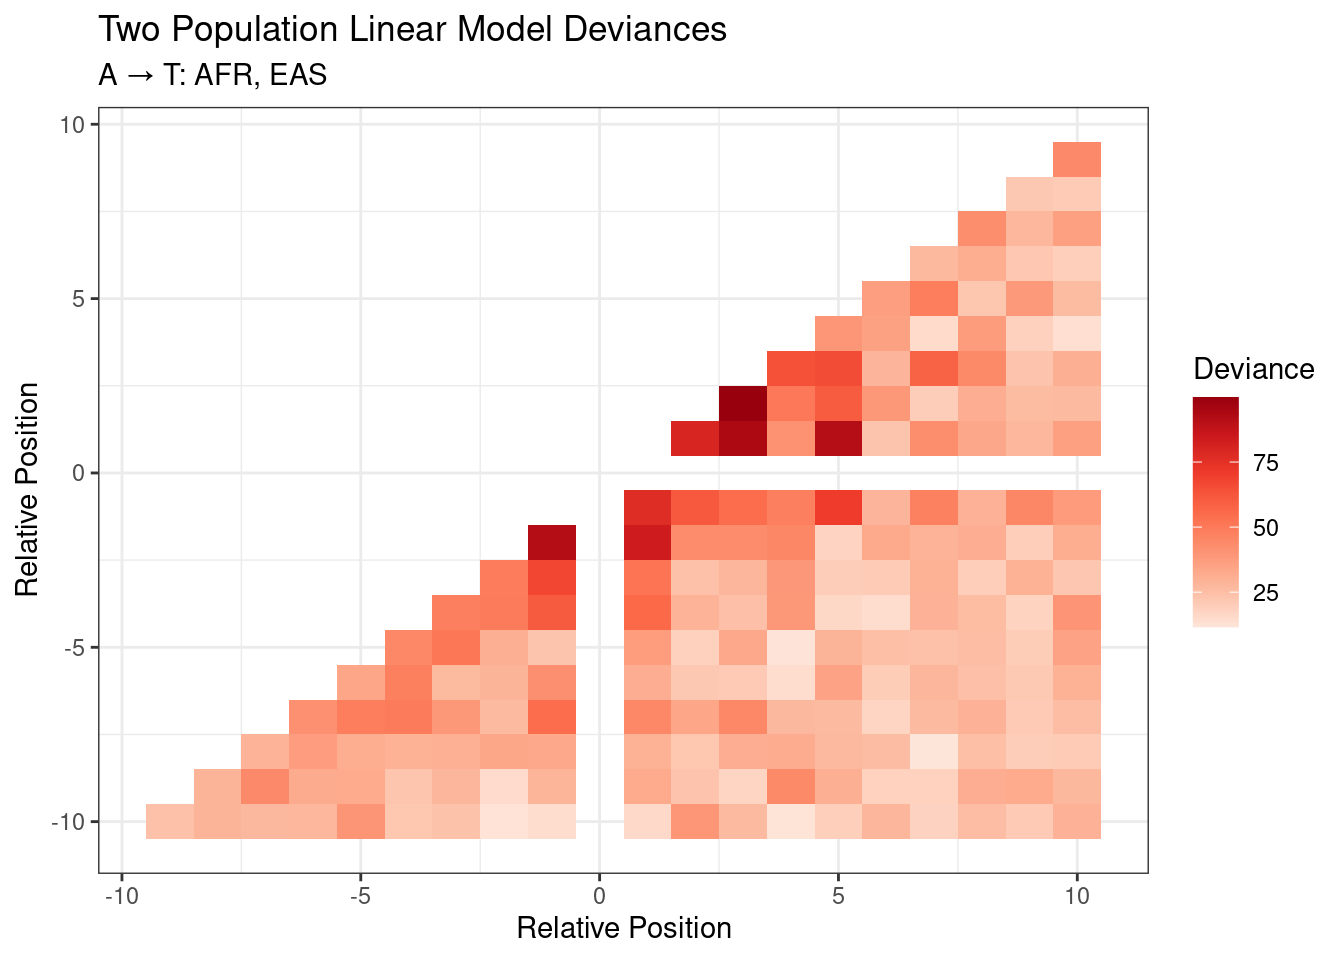 Two Population Linear Model Deviances
A → T: AFR, EAS
10
5
0
-5
-10
Relative Position
-10
-5
0
5
10
Relative Position
Deviance
75
50
25